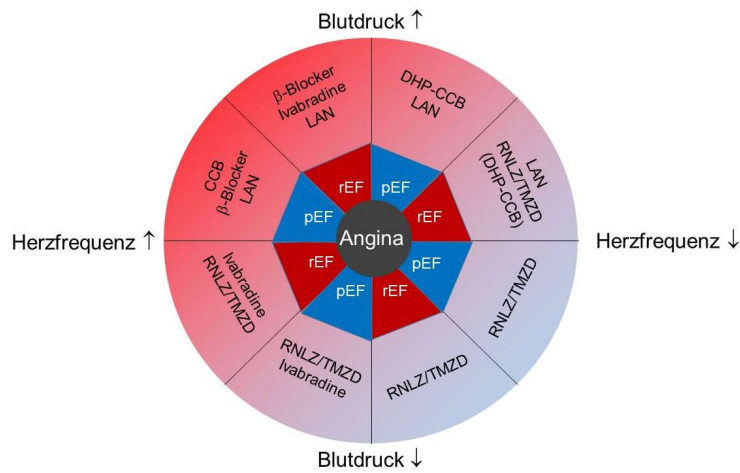 Blutdruck ↑
β-Blocker
Ivabradine
LAN
DHP-CCB
LAN
CCB
β-Blocker
LAN
LAN
RNLZ/TMZD
(DHP-CCB)
rEF
pEF
pEF
rEF
Herzfrequenz ↑
Angina
Herzfrequenz ↓
rEF
pEF
pEF
rEF
Ivabradine
RNLZ/TMZD
RNLZ/TMZD
RNLZ/TMZD
Ivabradine
RNLZ/TMZD
Blutdruck ↓